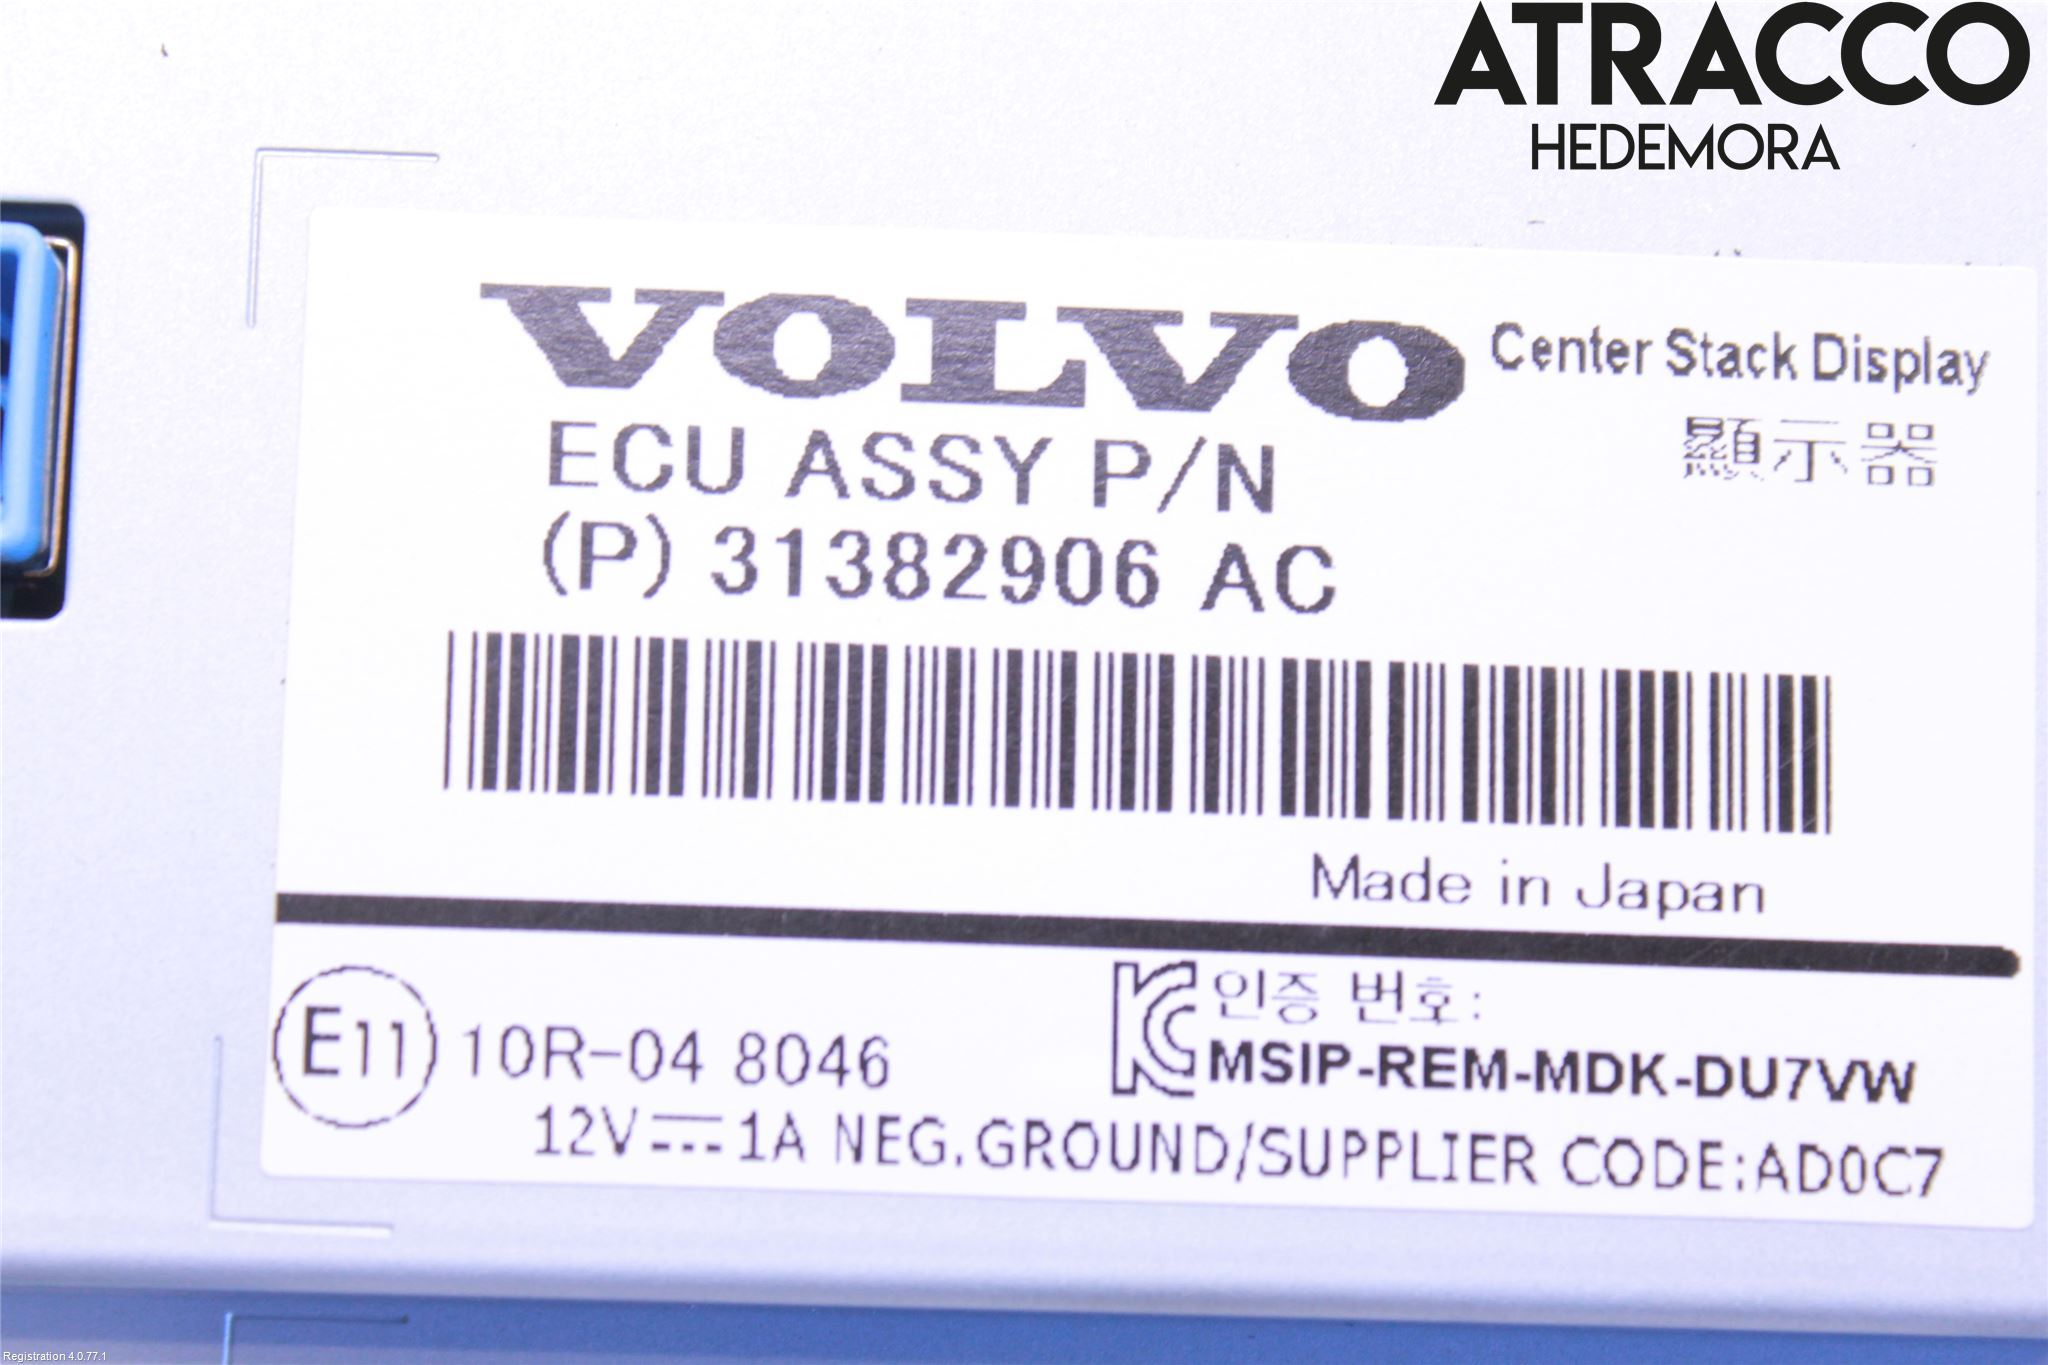 ATRACCO
HEDEMORA
VOLVO Center Stack Display
顯示器
ECU ASSY P/N
(P) 31382906 AC
Made in Japan
E11 10R-04 8046
KC 인증 번호:
MSIP-REM-MDK-DU7VW
12V⎓1A NEG.GROUND/SUPPLIER CODE:AD0C7
Registration 4.0.77.1